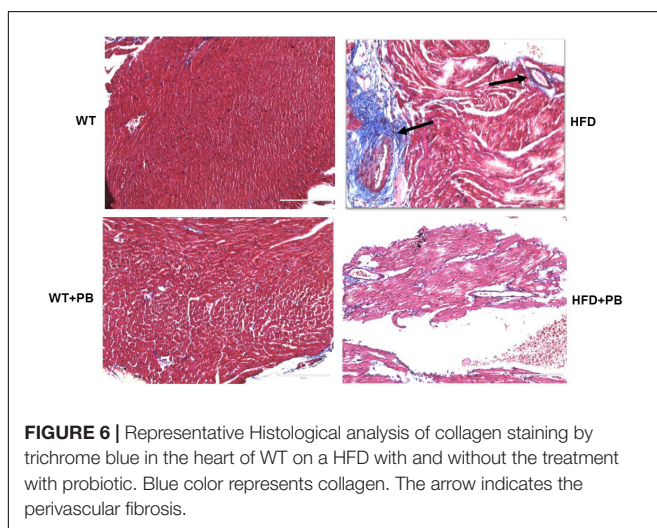 WT
HFD
WT+PB
HFD+PB
FIGURE 6 | Representative Histological analysis of collagen staining by
trichrome blue in the heart of WT on a HFD with and without the treatment
with probiotic. Blue color represents collagen. The arrow indicates the
perivascular fibrosis.